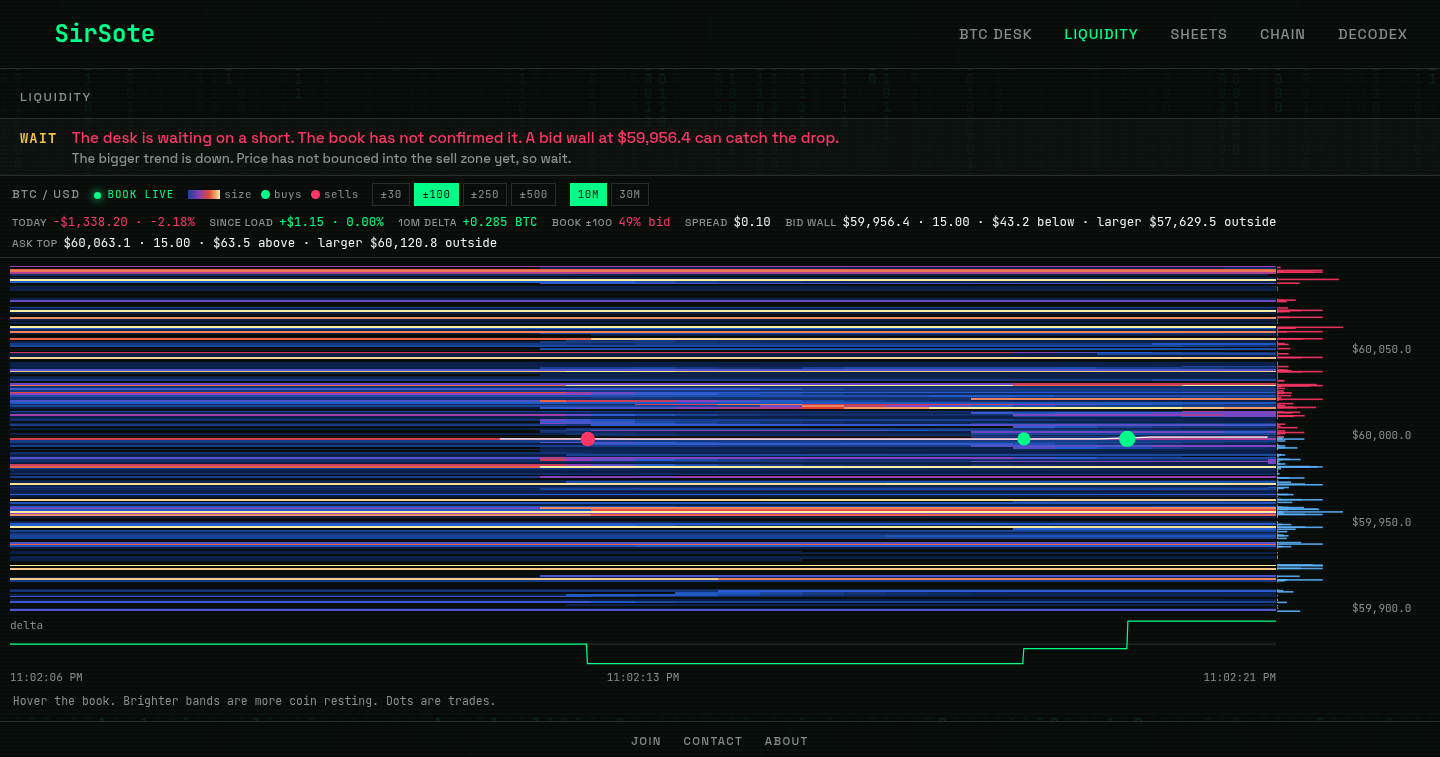 SirSote
BTC DESK LIQUIDITY SHEETS CHAIN DECODEX
LIQUIDITY
WAIT The desk is waiting on a short. The book has not confirmed it. A bid wall at $59,956.4 can catch the drop.
The bigger trend is down. Price has not bounced into the sell zone yet, so wait.
BTC / USD BOOK LIVE size buys sells ±30 ±100 ±250 ±500 10M 30M
TODAY -$1,338.20 · -2.18% SINCE LOAD +$1.15 · 0.00% 10M DELTA +0.285 BTC BOOK ±100 49% bid SPREAD $0.10 BID WALL $59,956.4 · 15.00 · $43.2 below · larger $57,629.5 outside
ASK TOP $60,063.1 · 15.00 · $63.5 above · larger $60,120.8 outside
$60,050.0
$60,000.0
$59,950.0
$59,900.0
delta
11:02:06 PM 11:02:13 PM 11:02:21 PM
Hover the book. Brighter bands are more coin resting. Dots are trades.
JOIN CONTACT ABOUT